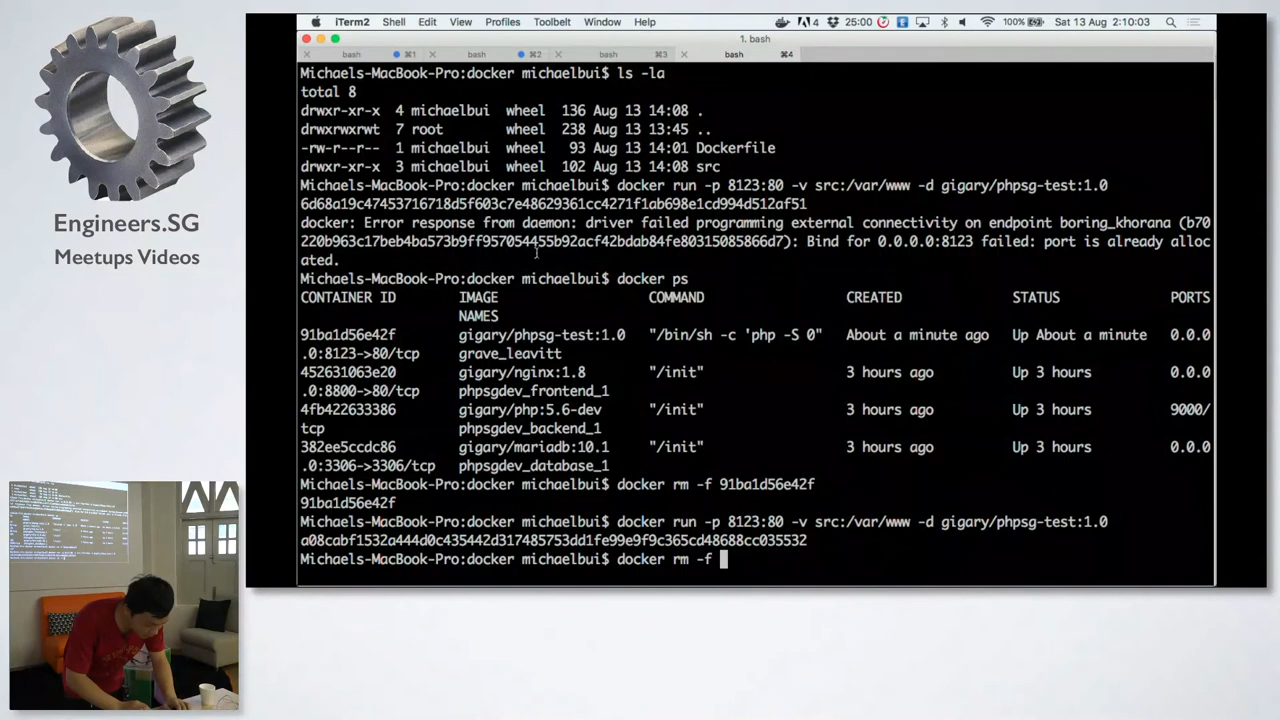 iTerm2 Shell Edit View Profiles Toolbelt Window Help 4 25:00 100% Sat 13 Aug 2:10:03
1. bash
bash ⌘1 bash ⌘2 bash ⌘3 bash ⌘4
Michaels-MacBook-Pro:docker michaelbui$ ls -la
total 8
drwxr-xr-x 4 michaelbui wheel 136 Aug 13 14:08 .
drwxrwxrwt 7 root wheel 238 Aug 13 13:45 ..
-rw-r--r-- 1 michaelbui wheel 93 Aug 13 14:01 Dockerfile
drwxr-xr-x 3 michaelbui wheel 102 Aug 13 14:08 src
Michaels-MacBook-Pro:docker michaelbui$ docker run -p 8123:80 -v src:/var/www -d gigary/phpsg-test:1.0
6d68a19c47453716718d5f603c7e48629361cc4271f1ab698e1cd994d512af51
docker: Error response from daemon: driver failed programming external connectivity on endpoint boring_khorana (b70
220b963c17beb4ba573b9ff957054455b92acf42bdab84fe80315085866d7): Bind for 0.0.0.0:8123 failed: port is already alloc
ated.
Michaels-MacBook-Pro:docker michaelbui$ docker ps
CONTAINER ID IMAGE COMMAND CREATED STATUS PORTS
NAMES
91ba1d56e42f gigary/phpsg-test:1.0 "/bin/sh -c 'php -S 0" About a minute ago Up About a minute 0.0.0
.0:8123->80/tcp grave_leavitt
452631063e20 gigary/nginx:1.8 "/init" 3 hours ago Up 3 hours 0.0.0
.0:8800->80/tcp phpsgdev_frontend_1
4fb422633386 gigary/php:5.6-dev "/init" 3 hours ago Up 3 hours 9000/
tcp phpsgdev_backend_1
382ee5ccdc86 gigary/mariadb:10.1 "/init" 3 hours ago Up 3 hours 0.0.0
.0:3306->3306/tcp phpsgdev_database_1
Michaels-MacBook-Pro:docker michaelbui$ docker rm -f 91ba1d56e42f
91ba1d56e42f
Michaels-MacBook-Pro:docker michaelbui$ docker run -p 8123:80 -v src:/var/www -d gigary/phpsg-test:1.0
Michaels-MacBook-Pro:docker michaelbui$ docker rm -f
Engineers.SG
Meetups Videos